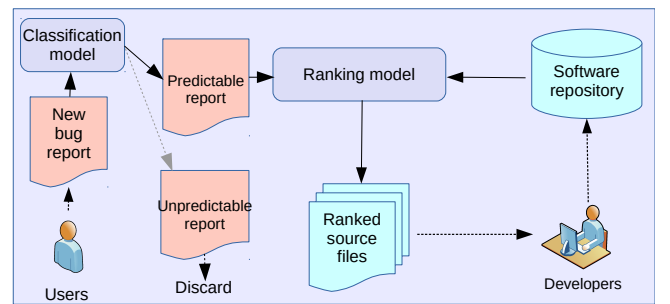 Classification
model
New
bug
report
Users
Predictable
report
Unpredictable
report
Discard
Ranking model
Ranked
source
files
Software
repository
Developers